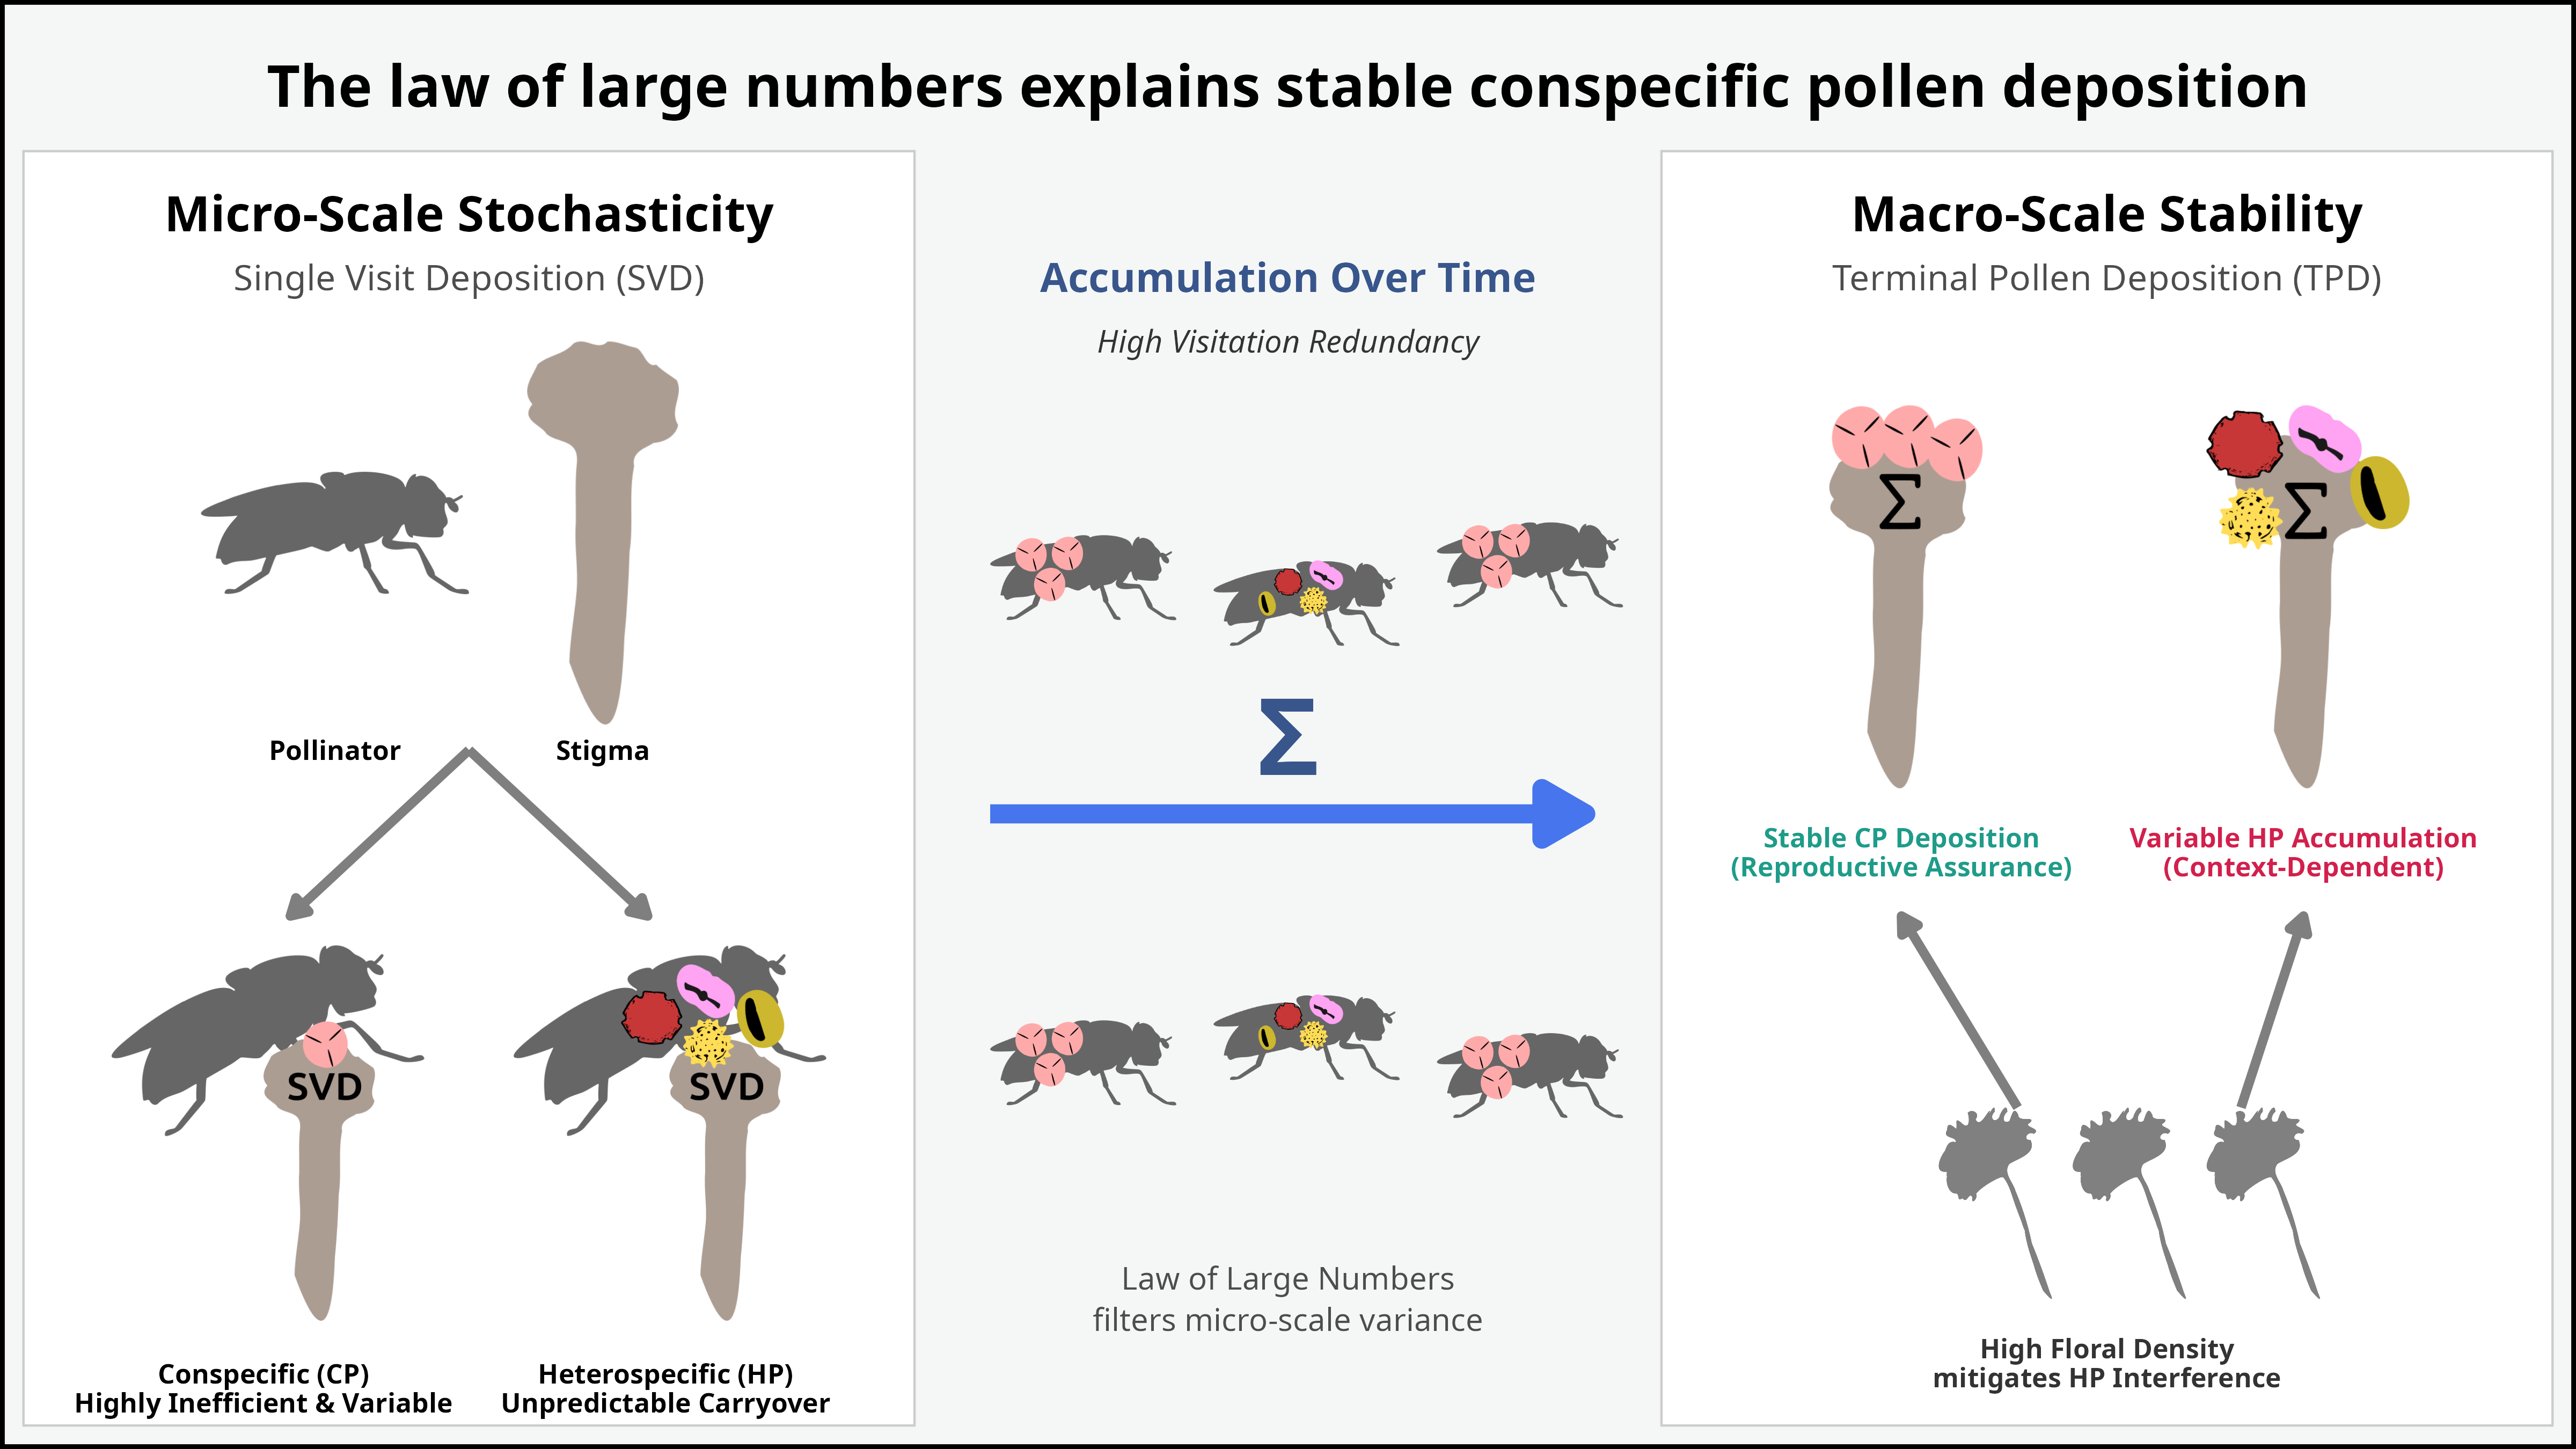 The law of large numbers explains stable conspecific pollen deposition
Micro-Scale Stochasticity
Single Visit Deposition (SVD)
Pollinator
Stigma
SVD
SVD
Conspecific (CP)
Highly Inefficient & Variable
Heterospecific (HP)
Unpredictable Carryover
Accumulation Over Time
High Visitation Redundancy
Σ
Law of Large Numbers
filters micro-scale variance
Macro-Scale Stability
Terminal Pollen Deposition (TPD)
Σ
Σ
Stable CP Deposition
(Reproductive Assurance)
Variable HP Accumulation
(Context-Dependent)
High Floral Density
mitigates HP Interference